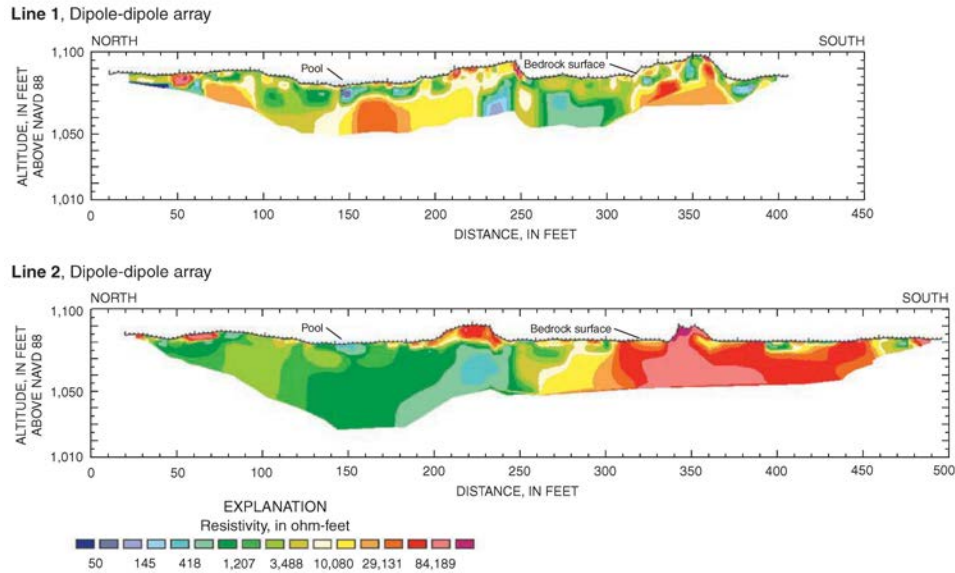 Line 1, Dipole-dipole array
NORTH SOUTH
1,100
Pool
Bedrock surface
1,050
1,010
ALTITUDE, IN FEET
ABOVE NAVD 88
0 50 100 150 200 250 300 350 400 450
DISTANCE, IN FEET
Line 2, Dipole-dipole array
NORTH SOUTH
1,100
Pool
Bedrock surface
1,050
1,010
ALTITUDE, IN FEET
ABOVE NAVD 88
0 50 100 150 200 250 300 350 400 450 500
DISTANCE, IN FEET
EXPLANATION
Resistivity, in ohm-feet
50 145 418 1,207 3,488 10,080 29,131 84,189